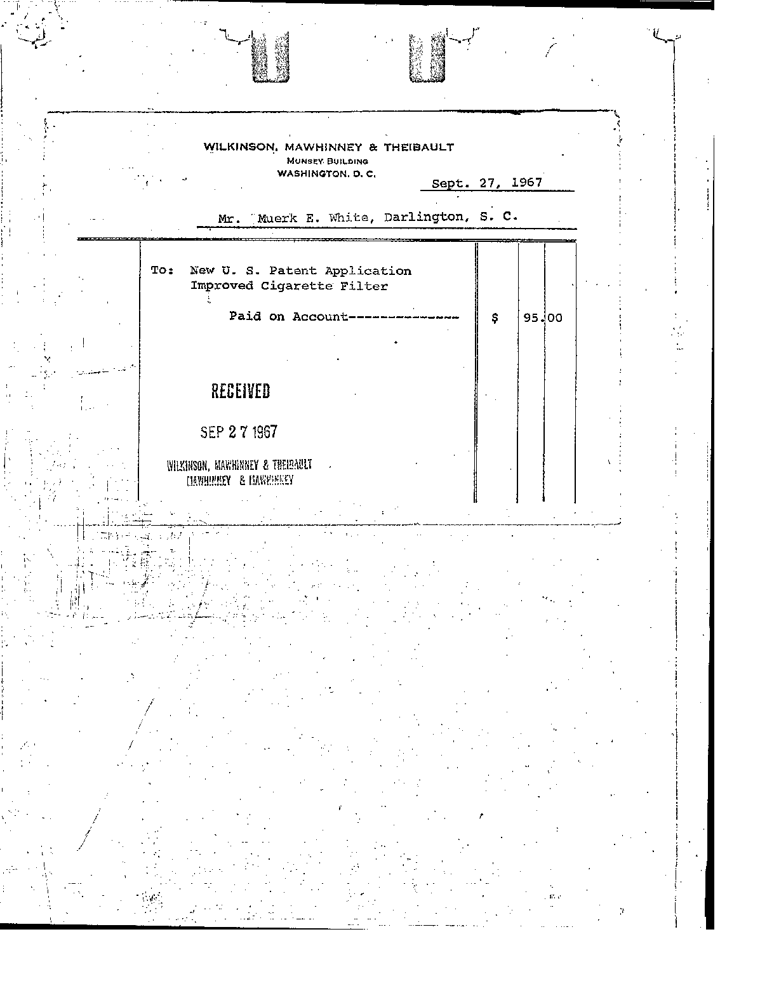 WILKINSON, MAWHINNEY & THEIBAULT
MUNSEY BUILDING
WASHINGTON, D. C.
Sept. 27, 1967
Mr. Muerk E. White, Darlington, S. C.
To: New U. S. Patent Application
Improved Cigarette Filter
Paid on Account-------------- $ 95.00
RECEIVED
SEP 27 1967
WILKINSON, MAWHINNEY & THEIBAULT
MAWHINNEY & MAWHINNEY